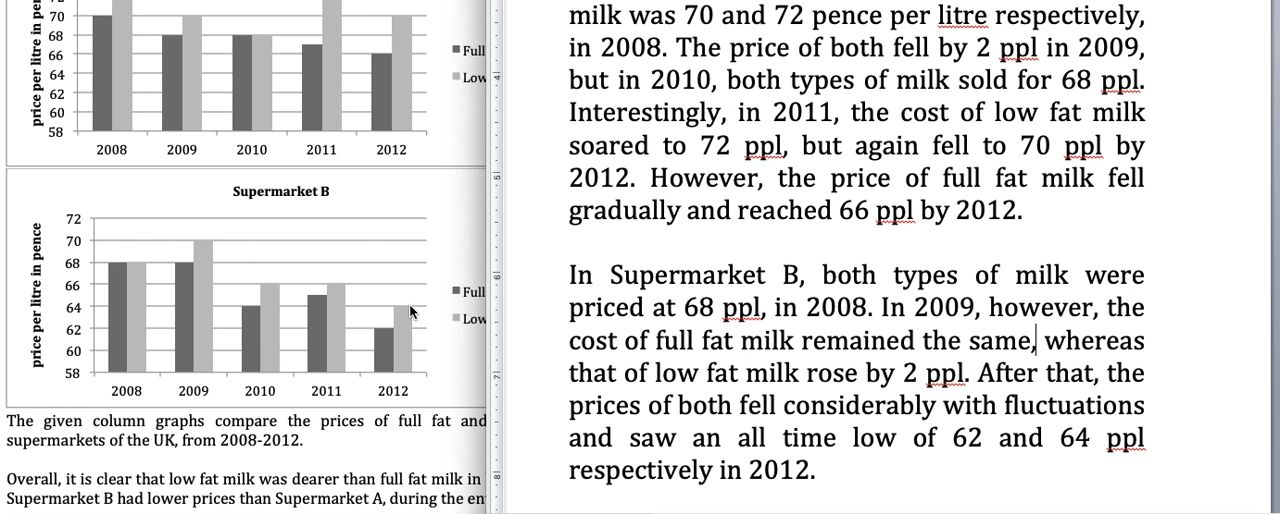 price per litre in pen
70
68
66
64
62
60
58
2008 2009 2010 2011 2012
Full
Low
Supermarket B
price per litre in pence
72
70
68
66
64
62
60
58
2008 2009 2010 2011 2012
Full
Low
The given column graphs compare the prices of full fat and
supermarkets of the UK, from 2008-2012.
Overall, it is clear that low fat milk was dearer than full fat milk in
Supermarket B had lower prices than Supermarket A, during the en
milk was 70 and 72 pence per litre respectively,
in 2008. The price of both fell by 2 ppl in 2009,
but in 2010, both types of milk sold for 68 ppl.
Interestingly, in 2011, the cost of low fat milk
soared to 72 ppl, but again fell to 70 ppl by
2012. However, the price of full fat milk fell
gradually and reached 66 ppl by 2012.
In Supermarket B, both types of milk were
priced at 68 ppl, in 2008. In 2009, however, the
cost of full fat milk remained the same, whereas
that of low fat milk rose by 2 ppl. After that, the
prices of both fell considerably with fluctuations
and saw an all time low of 62 and 64 ppl
respectively in 2012.